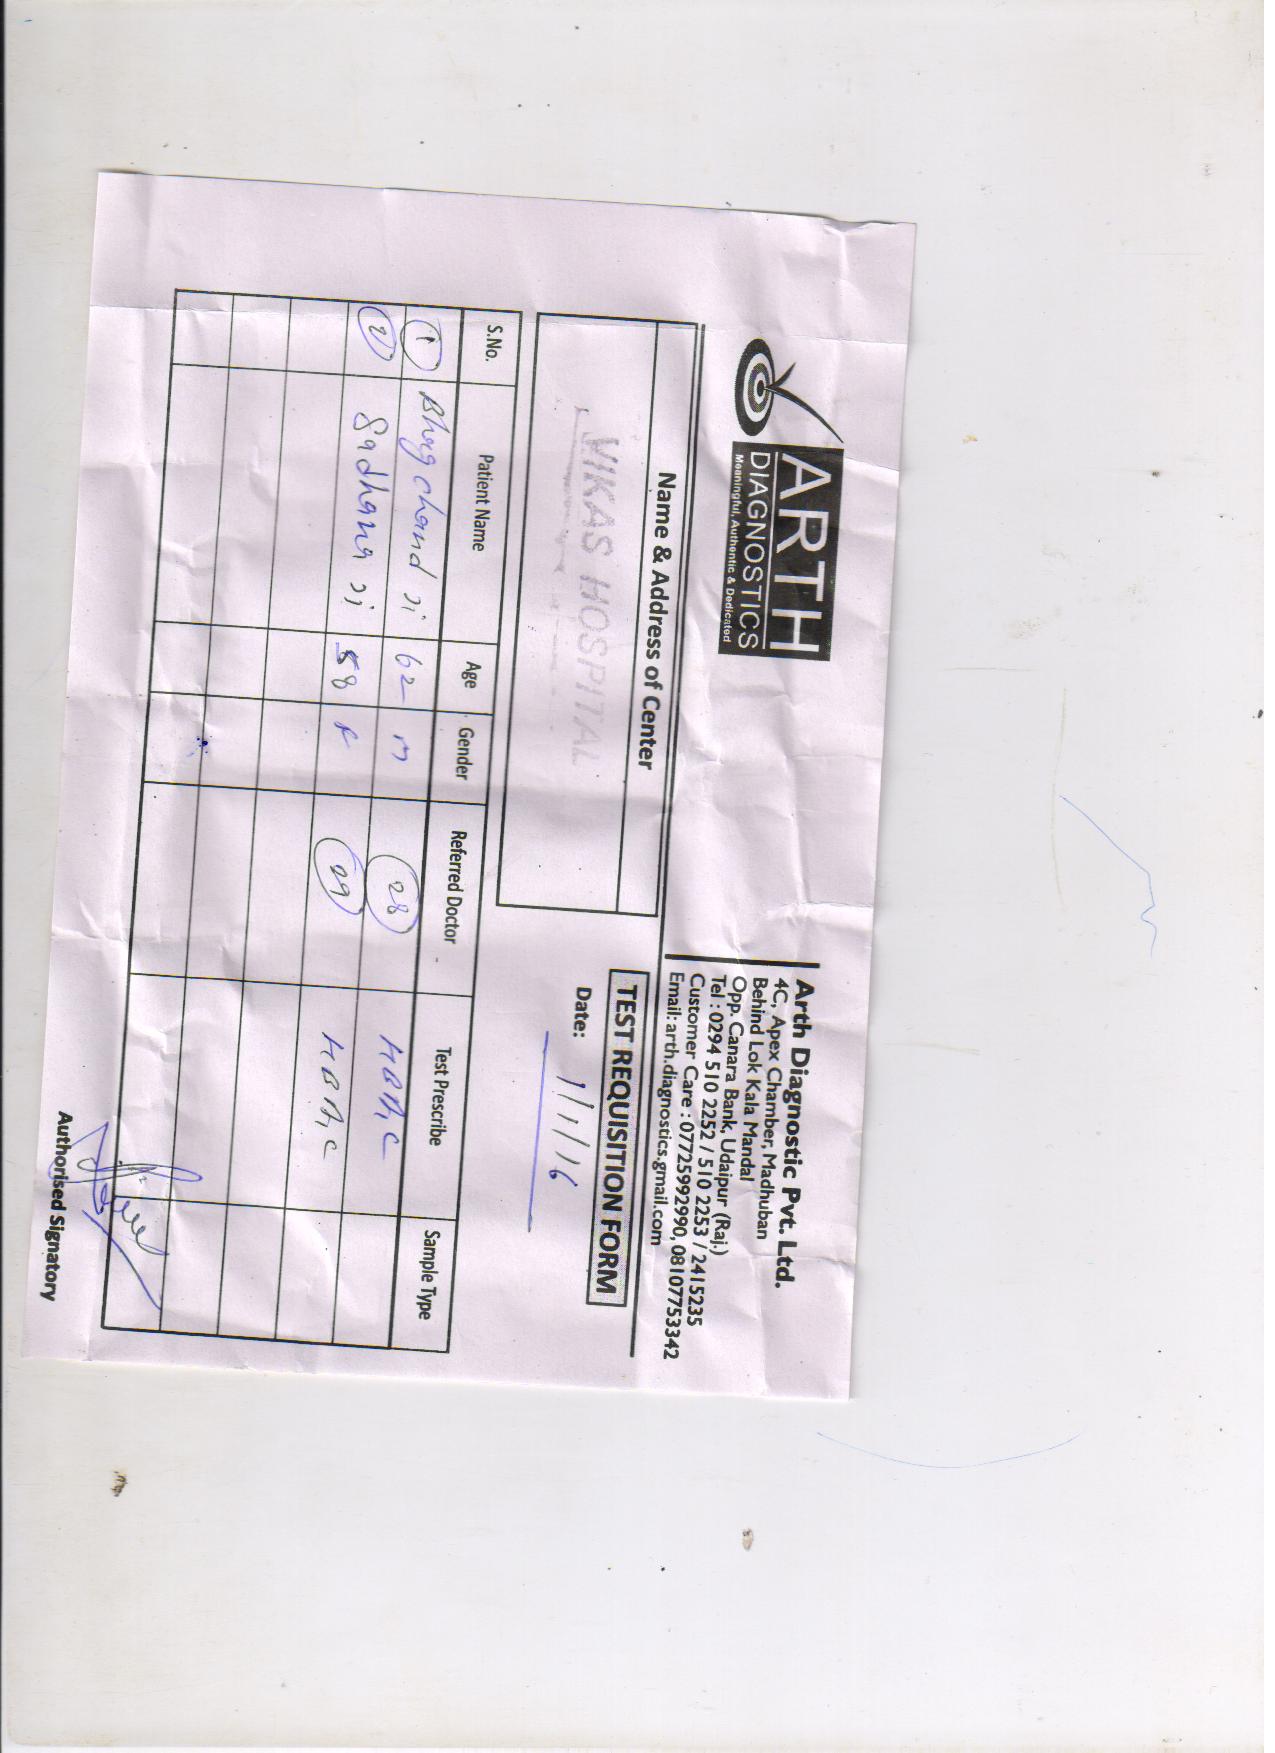 ARTH
DIAGNOSTICS
Meaningful, Authentic & Dedicated
Arth Diagnostic Pvt. Ltd.
4C, Apex Chamber, Madhuban
Behind Lok Kala Mandal
Opp. Canara Bank, Udaipur (Raj.)
Tel : 0294 510 2252 / 510 2253 / 2415235
Customer Care : 07725992990, 08107753342
Email: arth.diagnostics.gmail.com
Name & Address of Center
VIKAS HOSPITAL
TEST REQUISITION FORM
Date: 1/1/16
S.No. Patient Name Age Gender Referred Doctor Test Prescribe Sample Type
1 Bhagchand ji 62 M 28 HBA1C
2 Sadhana ji 58 F 29 HBA1C
Authorised Signatory